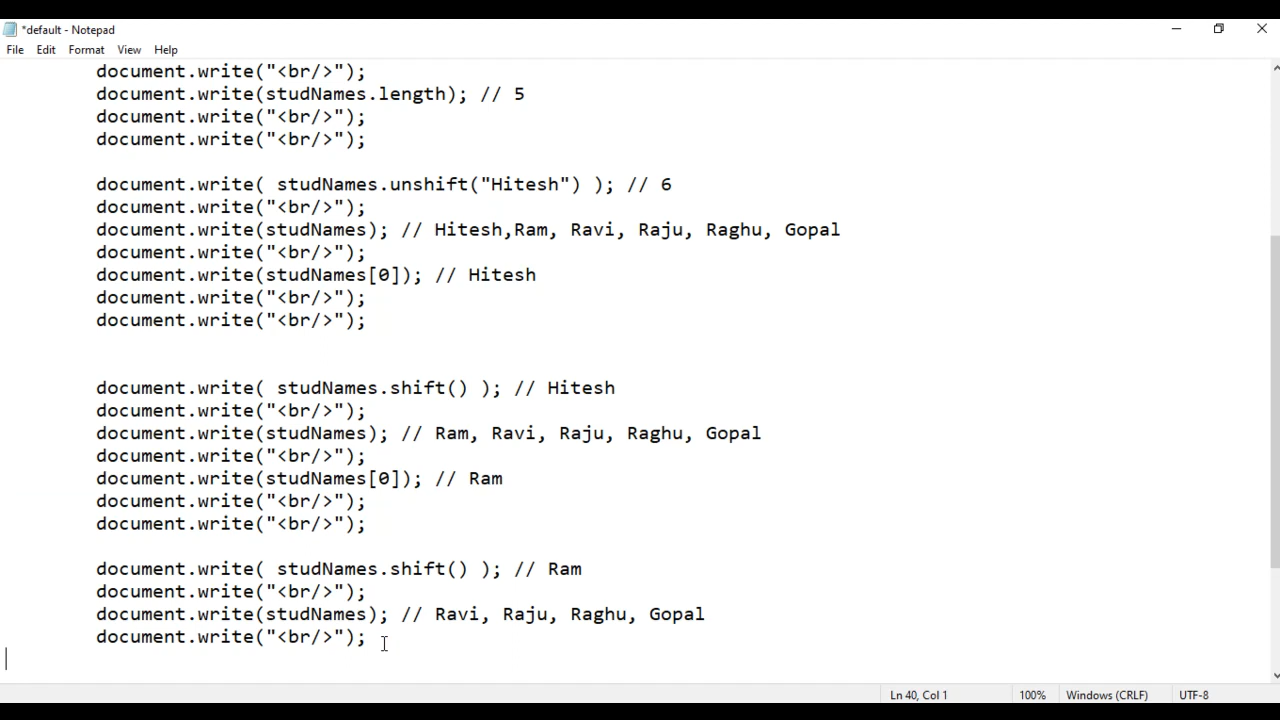 *default - Notepad
File Edit Format View Help
document.write("<br/>");
document.write(studNames.length); // 5
document.write("<br/>");
document.write("<br/>");
document.write( studNames.unshift("Hitesh") ); // 6
document.write("<br/>");
document.write(studNames); // Hitesh,Ram, Ravi, Raju, Raghu, Gopal
document.write("<br/>");
document.write(studNames[0]); // Hitesh
document.write("<br/>");
document.write("<br/>");
document.write( studNames.shift() ); // Hitesh
document.write("<br/>");
document.write(studNames); // Ram, Ravi, Raju, Raghu, Gopal
document.write("<br/>");
document.write(studNames[0]); // Ram
document.write("<br/>");
document.write("<br/>");
document.write( studNames.shift() ); // Ram
document.write("<br/>");
document.write(studNames); // Ravi, Raju, Raghu, Gopal
document.write("<br/>");
Ln 40, Col 1 100% Windows (CRLF) UTF-8